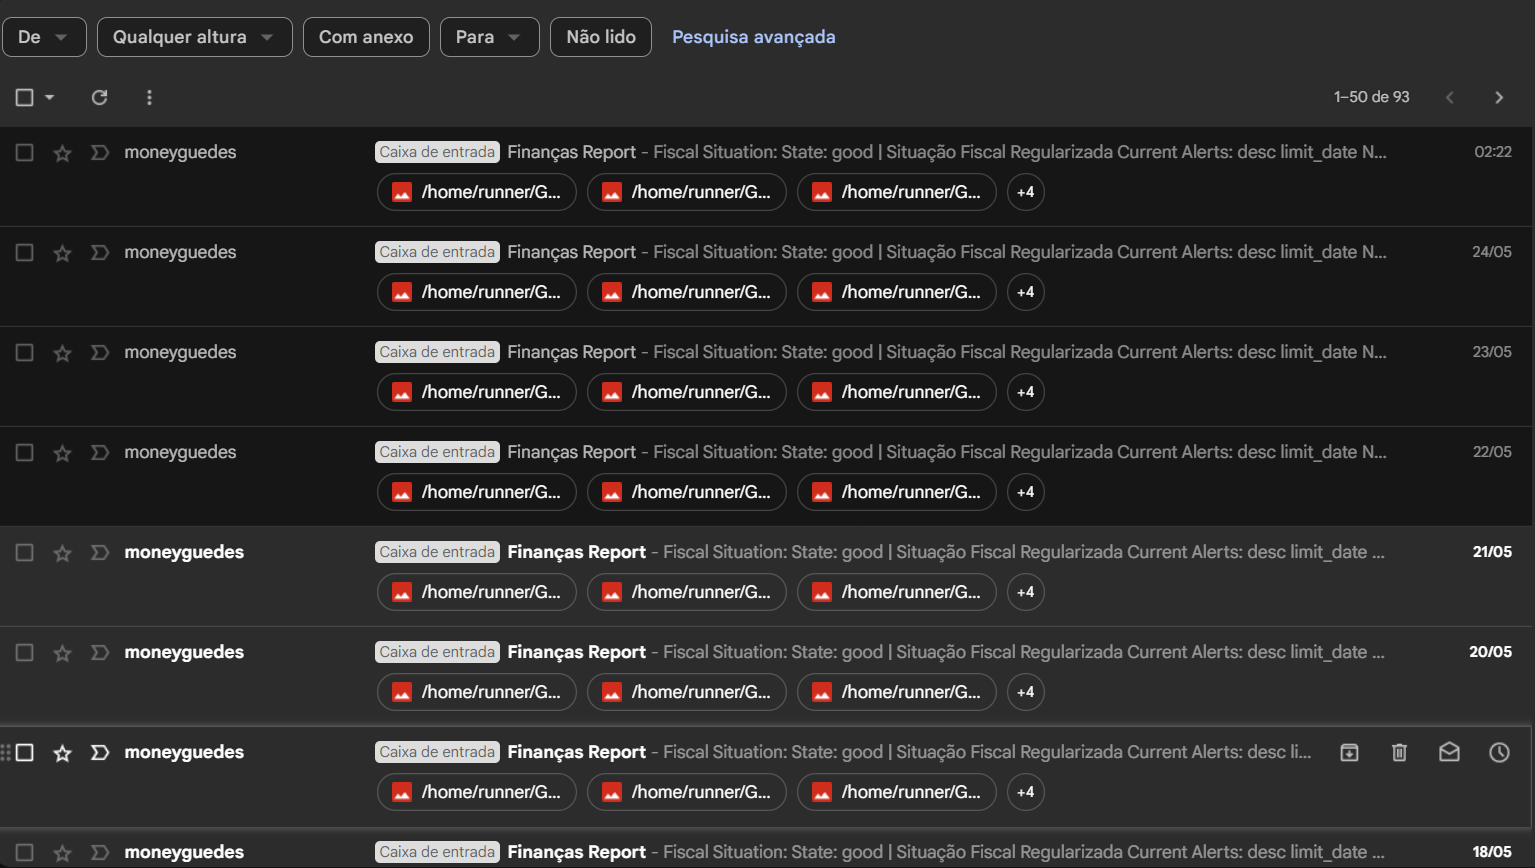 De Qualquer altura Com anexo Para Não lido Pesquisa avançada
1–50 de 93
moneyguedes Caixa de entrada Finanças Report - Fiscal Situation: State: good | Situação Fiscal Regularizada Current Alerts: desc limit_date N... 02:22
/home/runner/G... /home/runner/G... /home/runner/G... +4
moneyguedes Caixa de entrada Finanças Report - Fiscal Situation: State: good | Situação Fiscal Regularizada Current Alerts: desc limit_date N... 24/05
/home/runner/G... /home/runner/G... /home/runner/G... +4
moneyguedes Caixa de entrada Finanças Report - Fiscal Situation: State: good | Situação Fiscal Regularizada Current Alerts: desc limit_date N... 23/05
/home/runner/G... /home/runner/G... /home/runner/G... +4
moneyguedes Caixa de entrada Finanças Report - Fiscal Situation: State: good | Situação Fiscal Regularizada Current Alerts: desc limit_date N... 22/05
/home/runner/G... /home/runner/G... /home/runner/G... +4
moneyguedes Caixa de entrada Finanças Report - Fiscal Situation: State: good | Situação Fiscal Regularizada Current Alerts: desc limit_date ... 21/05
/home/runner/G... /home/runner/G... /home/runner/G... +4
moneyguedes Caixa de entrada Finanças Report - Fiscal Situation: State: good | Situação Fiscal Regularizada Current Alerts: desc limit_date ... 20/05
/home/runner/G... /home/runner/G... /home/runner/G... +4
moneyguedes Caixa de entrada Finanças Report - Fiscal Situation: State: good | Situação Fiscal Regularizada Current Alerts: desc li...
/home/runner/G... /home/runner/G... /home/runner/G... +4
moneyguedes Caixa de entrada Finanças Report - Fiscal Situation: State: good | Situação Fiscal Regularizada Current Alerts: desc limit_date ... 18/05